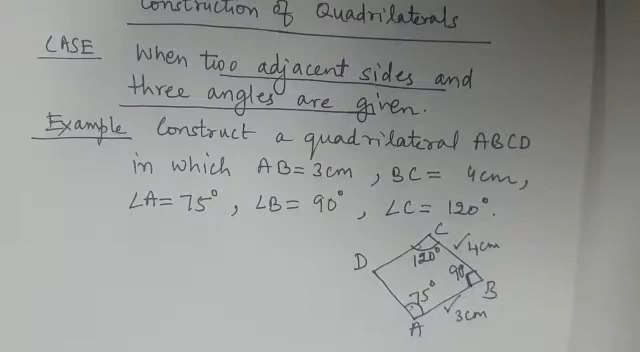 Construction of Quadrilaterals
CASE When two adjacent sides and
three angles are given.
Example Construct a quadrilateral ABCD
in which AB = 3cm , BC = 4cm,
∠A = 75° , ∠B = 90° , ∠C = 120°.
C
120°
4cm
D
90°
B
75°
3cm
A